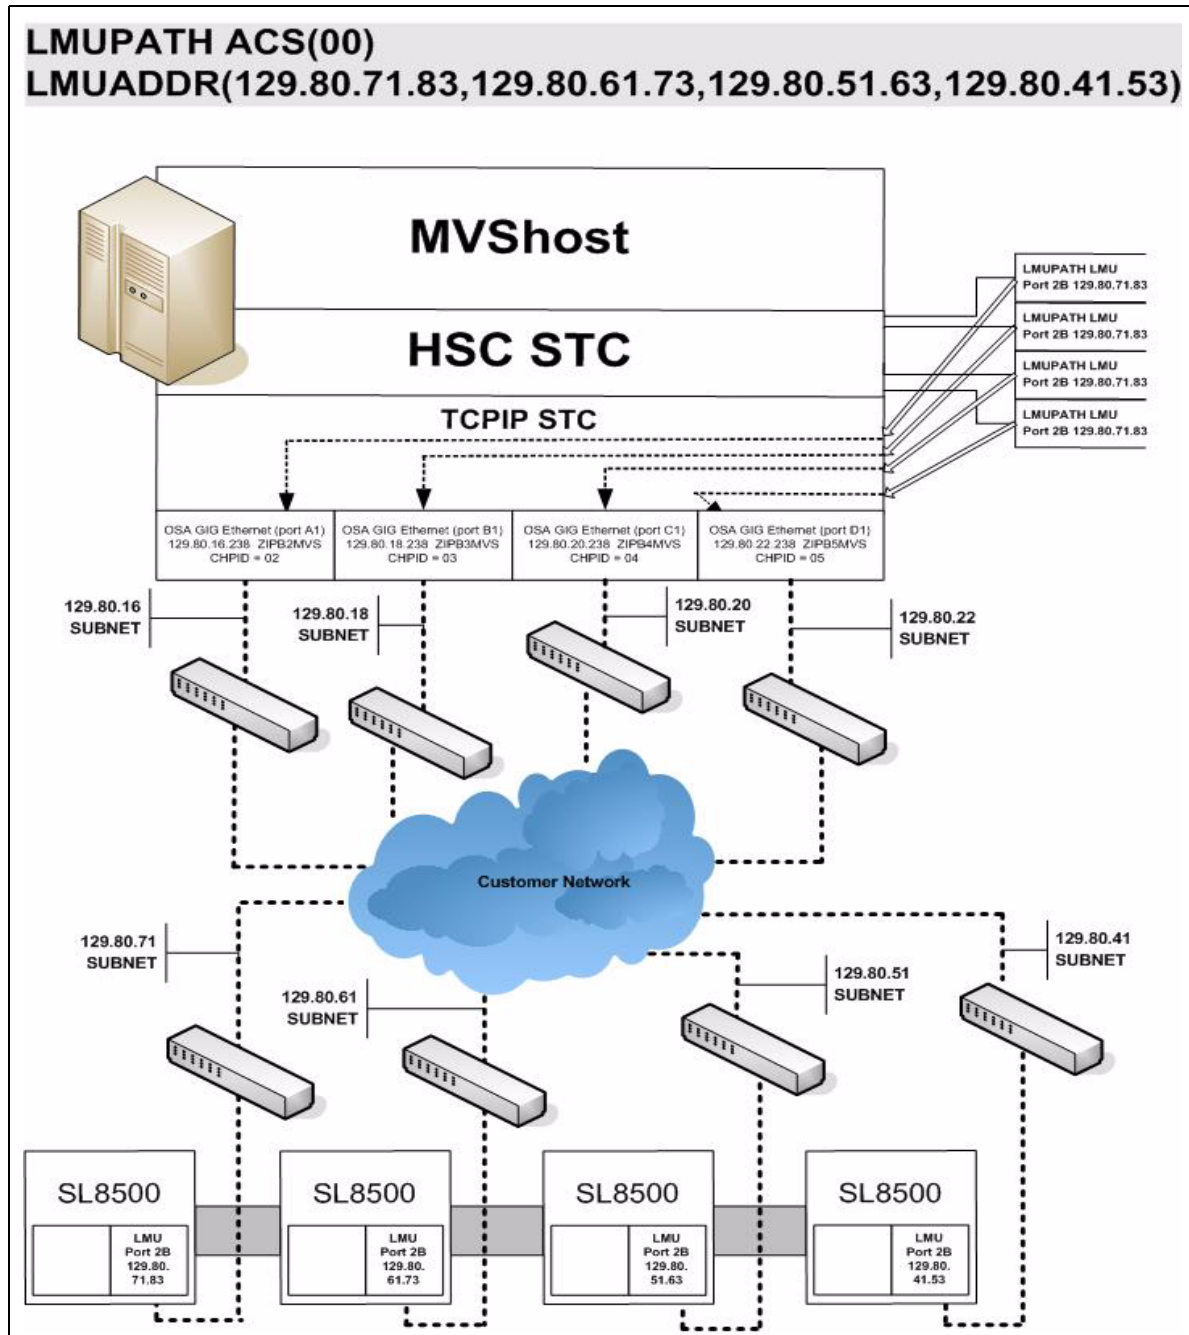 LMUPATH ACS(00)
LMUADDR(129.80.71.83,129.80.61.73,129.80.51.63,129.80.41.53)
MVShost
HSC STC
TCPIP STC
LMUPATH LMU
Port 2B 129.80.71.83
LMUPATH LMU
Port 2B 129.80.71.83
LMUPATH LMU
Port 2B 129.80.71.83
LMUPATH LMU
Port 2B 129.80.71.83
OSA GIG Ethernet (port A1)
129.80.16.238 ZIPB2MVS
CHPID = 02
OSA GIG Ethernet (port B1)
129.80.18.238 ZIPB3MVS
CHPID = 03
OSA GIG Ethernet (port C1)
129.80.20.238 ZIPB4MVS
CHPID = 04
OSA GIG Ethernet (port D1)
129.80.22.238 ZIPB5MVS
CHPID = 05
129.80.16
SUBNET
129.80.18
SUBNET
129.80.20
SUBNET
129.80.22
SUBNET
Customer Network
129.80.71
SUBNET
129.80.61
SUBNET
129.80.51
SUBNET
129.80.41
SUBNET
SL8500
LMU
Port 2B
129.80.
71.83
SL8500
LMU
Port 2B
129.80.
61.73
SL8500
LMU
Port 2B
129.80.
51.63
SL8500
LMU
Port 2B
129.80.
41.53